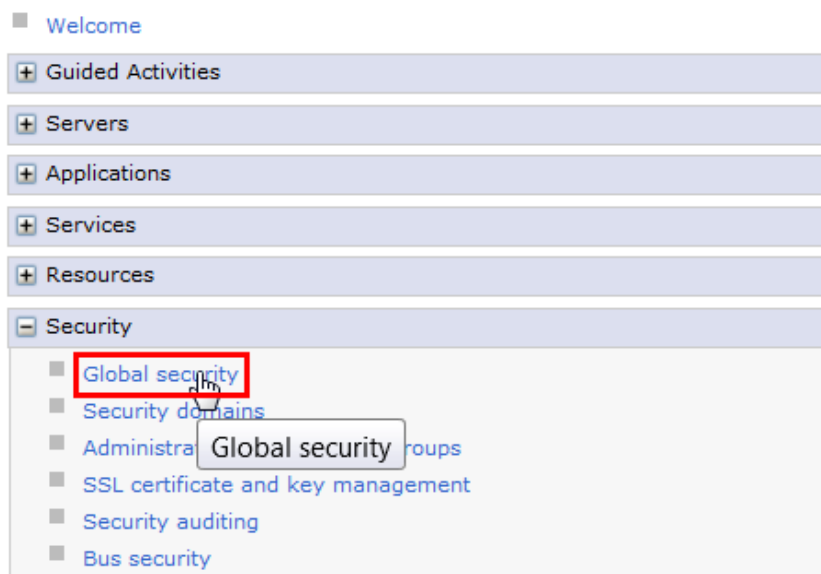 Welcome
Guided Activities
Servers
Applications
Services
Resources
Security
Global security
Security domains
Global security
roups
SSL certificate and key management
Security auditing
Bus security